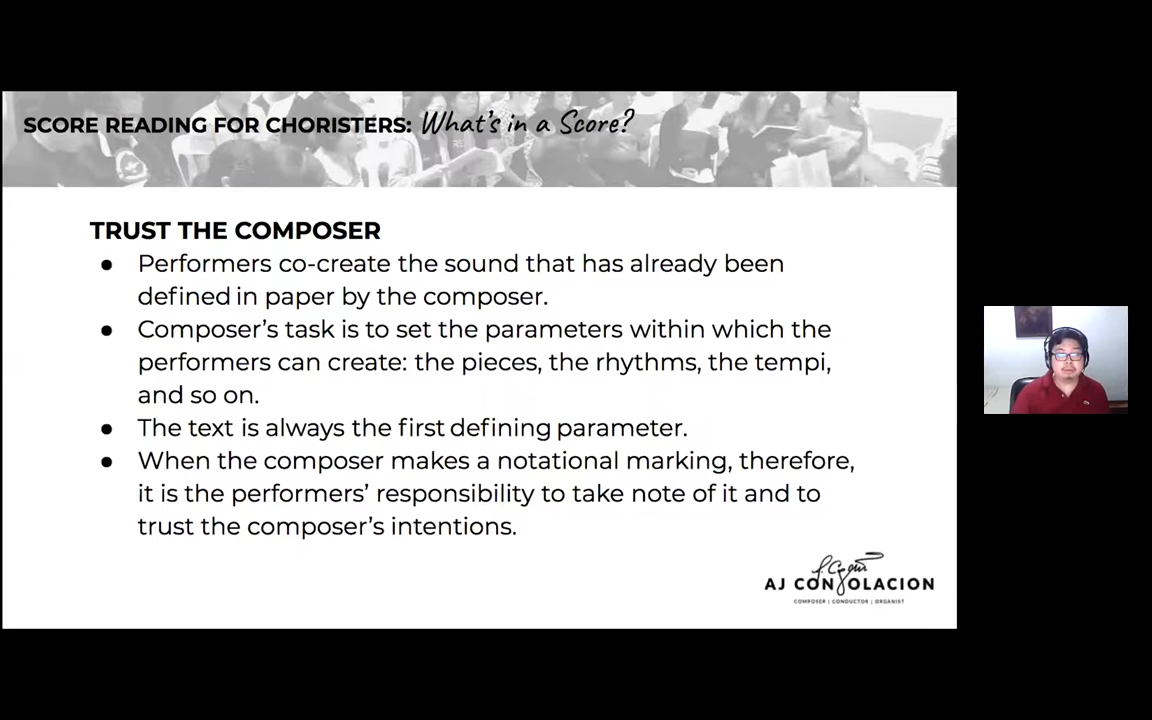 SCORE READING FOR CHORISTERS: What's in a Score?
TRUST THE COMPOSER
● Performers co-create the sound that has already been
defined in paper by the composer.
● Composer's task is to set the parameters within which the
performers can create: the pieces, the rhythms, the tempi,
and so on.
● The text is always the first defining parameter.
● When the composer makes a notational marking, therefore,
it is the performers' responsibility to take note of it and to
trust the composer's intentions.
AJ CONSOLACION
COMPOSER | CONDUCTOR | ORGANIST